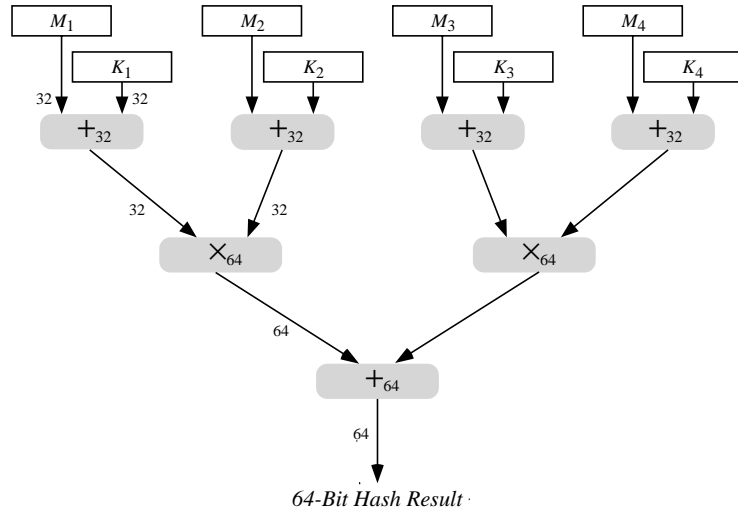 M1 M2 M3 M4
K1 K2 K3 K4
32 32
+32 +32 +32 +32
32 32
×64 ×64
64
+64
64
64-Bit Hash Result